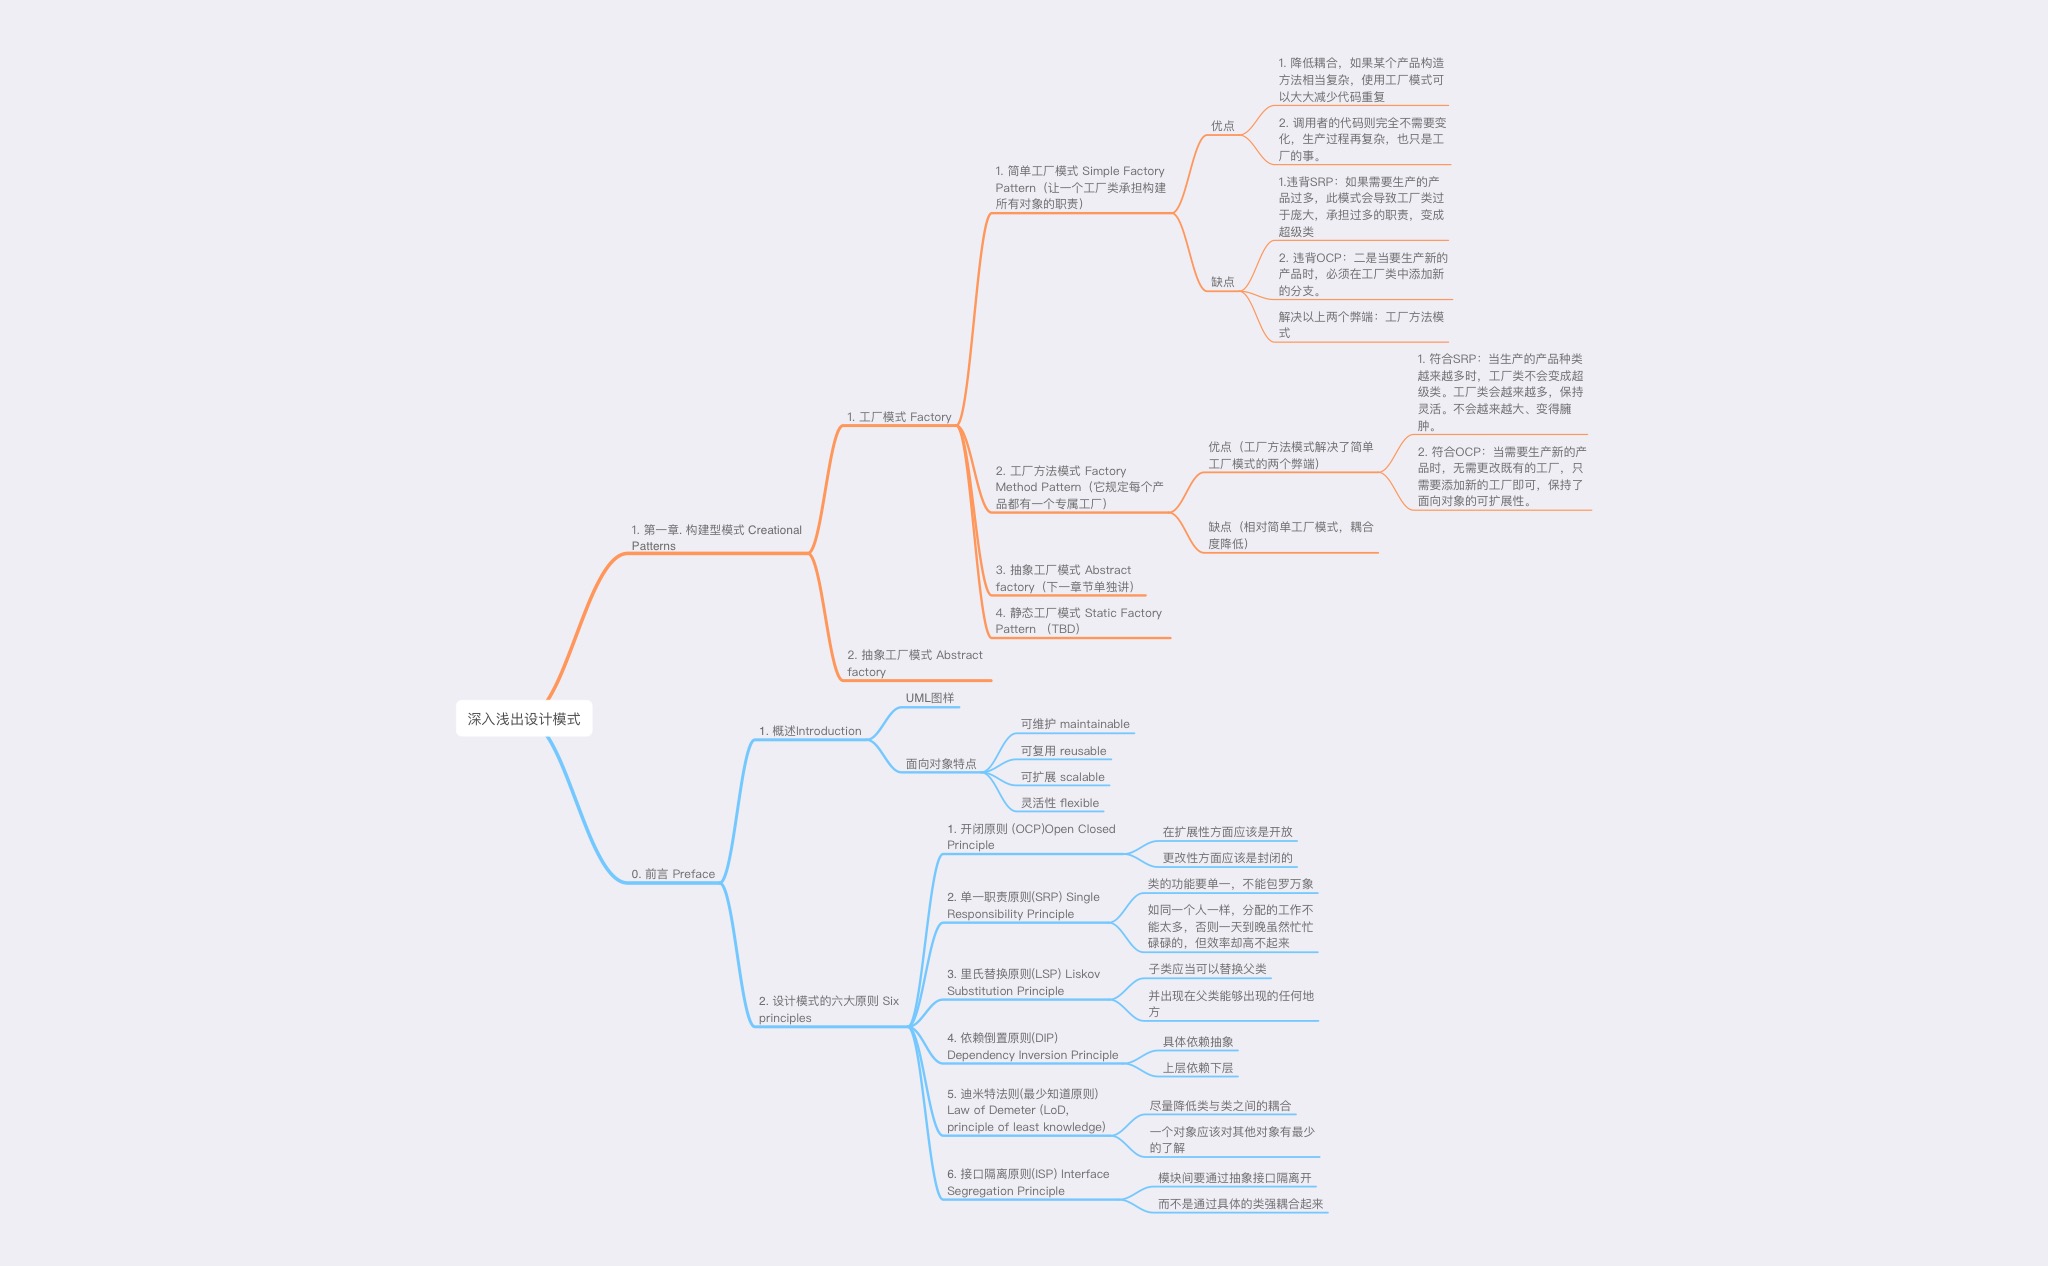 1. 降低耦合，如果某个产品构造
方法相当复杂，使用工厂模式可
以大大减少代码重复
优点
2. 调用者的代码则完全不需要变
化，生产过程再复杂，也只是工
厂的事。
1. 简单工厂模式 Simple Factory
Pattern（让一个工厂类承担构建
所有对象的职责）
1.违背SRP：如果需要生产的产
品过多，此模式会导致工厂类过
于庞大，承担过多的职责，变成
超级类
缺点
2. 违背OCP：二是当要生产新的
产品时，必须在工厂类中添加新
的分支。
解决以上两个弊端：工厂方法模
式
1. 工厂模式 Factory
1. 符合SRP：当生产的产品种类
越来越多时，工厂类不会变成超
级类。工厂类会越来越多，保持
灵活。不会越来越大、变得臃
肿。
优点（工厂方法模式解决了简单
工厂模式的两个弊端）
2. 符合OCP：当需要生产新的产
品时，无需更改既有的工厂，只
需要添加新的工厂即可，保持了
面向对象的可扩展性。
2. 工厂方法模式 Factory
Method Pattern（它规定每个产
品都有一个专属工厂）
缺点（相对简单工厂模式，耦合
度降低）
1. 第一章. 构建型模式 Creational
Patterns
3. 抽象工厂模式 Abstract
factory（下一章节单独讲）
4. 静态工厂模式 Static Factory
Pattern （TBD）
2. 抽象工厂模式 Abstract
factory
深入浅出设计模式
UML图样
1. 概述Introduction
可维护 maintainable
可复用 reusable
面向对象特点
可扩展 scalable
灵活性 flexible
0. 前言 Preface
1. 开闭原则 (OCP)Open Closed
Principle
在扩展性方面应该是开放
更改性方面应该是封闭的
2. 单一职责原则(SRP) Single
Responsibility Principle
类的功能要单一，不能包罗万象
如同一个人一样，分配的工作不
能太多，否则一天到晚虽然忙忙
碌碌的，但效率却高不起来
3. 里氏替换原则(LSP) Liskov
Substitution Principle
子类应当可以替换父类
并出现在父类能够出现的任何地
方
2. 设计模式的六大原则 Six
principles
4. 依赖倒置原则(DIP)
Dependency Inversion Principle
具体依赖抽象
上层依赖下层
5. 迪米特法则(最少知道原则)
Law of Demeter (LoD,
principle of least knowledge)
尽量降低类与类之间的耦合
一个对象应该对其他对象有最少
的了解
6. 接口隔离原则(ISP) Interface
Segregation Principle
模块间要通过抽象接口隔离开
而不是通过具体的类强耦合起来